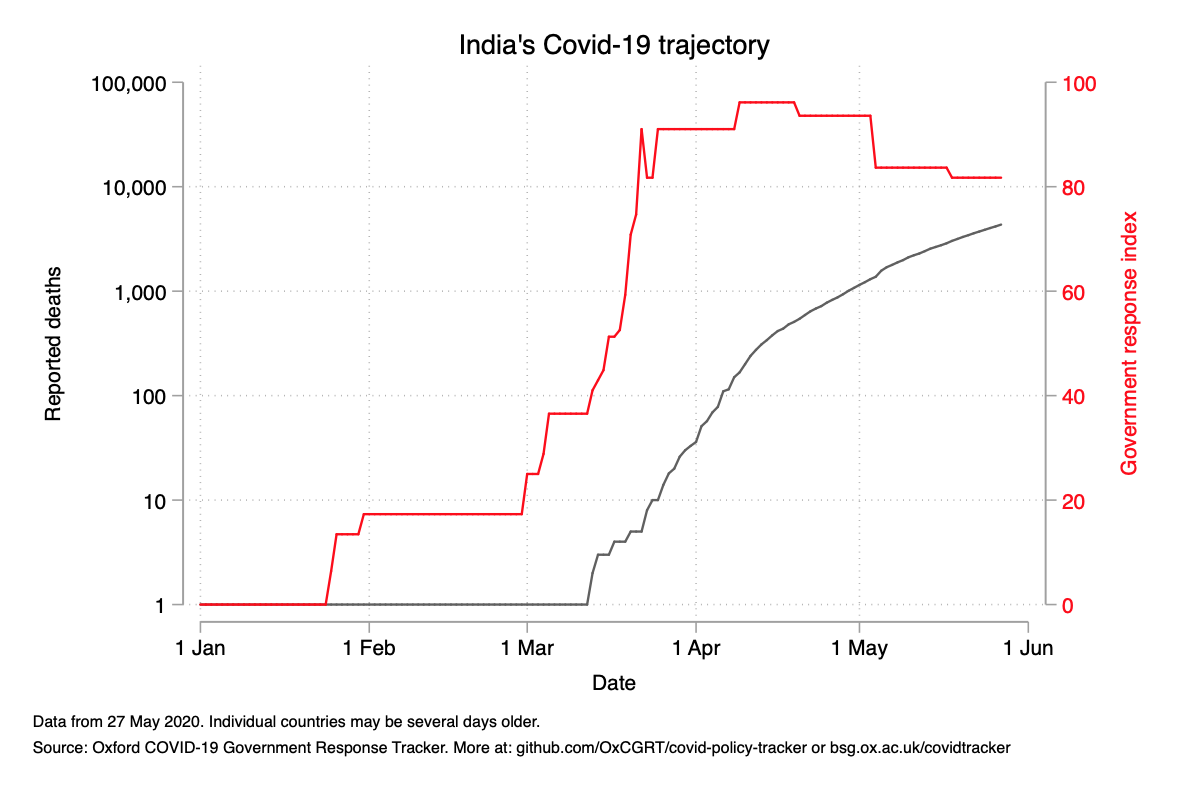 India's Covid-19 trajectory
100,000
10,000
1,000
100
10
1
Reported deaths
100
80
60
40
20
0
Government response index
1 Jan 1 Feb 1 Mar 1 Apr 1 May 1 Jun
Date
Data from 27 May 2020. Individual countries may be several days older.
Source: Oxford COVID-19 Government Response Tracker. More at: github.com/OxCGRT/covid-policy-tracker or bsg.ox.ac.uk/covidtracker